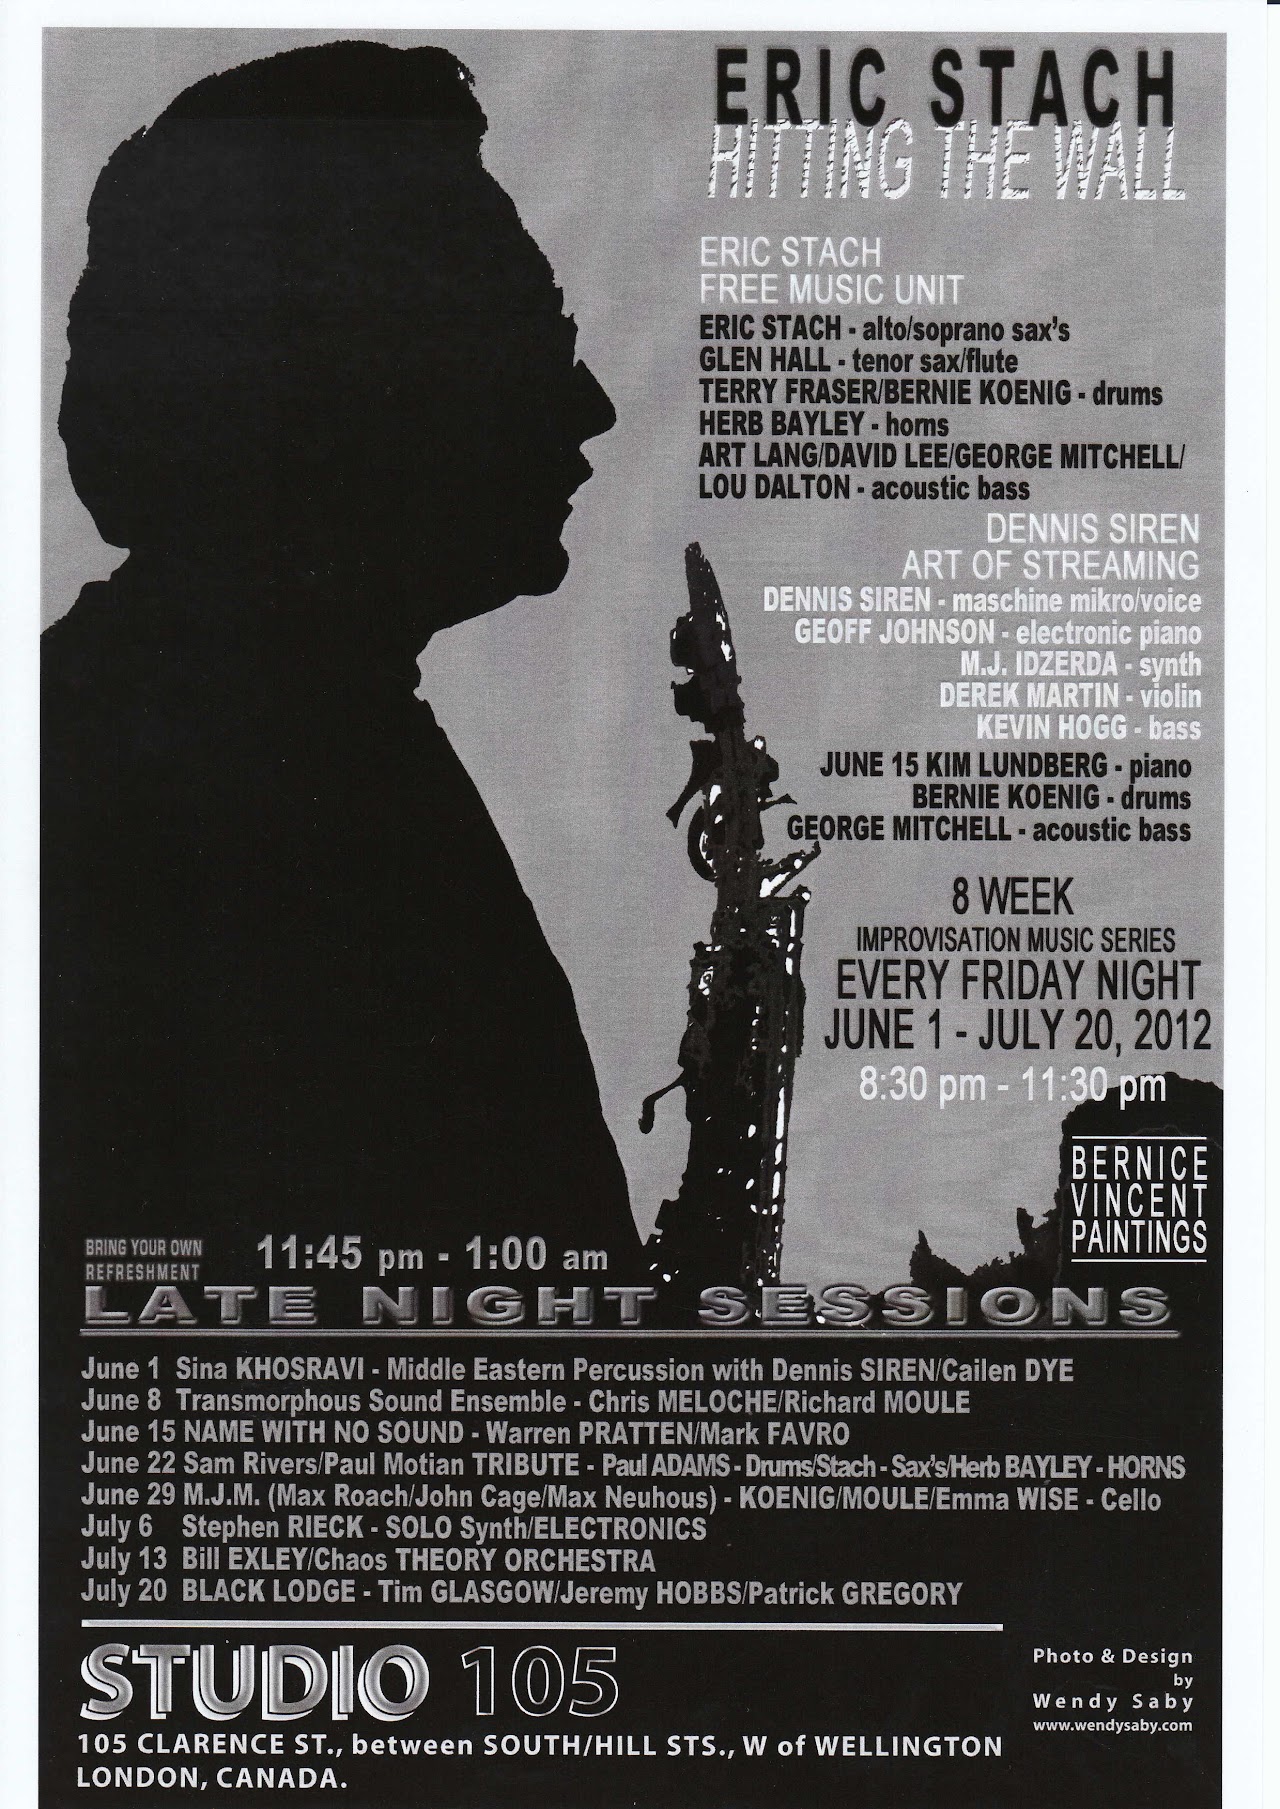 ERIC STACH
HITTING THE WALL
ERIC STACH
FREE MUSIC UNIT
ERIC STACH - alto/soprano sax's
GLEN HALL - tenor sax/flute
TERRY FRASER/BERNIE KOENIG - drums
HERB BAYLEY - horns
ART LANG/DAVID LEE/GEORGE MITCHELL/
LOU DALTON - acoustic bass
DENNIS SIREN
ART OF STREAMING
DENNIS SIREN - maschine mikro/voice
GEOFF JOHNSON - electronic piano
M.J. IDZERDA - synth
DEREK MARTIN - violin
KEVIN HOGG - bass
JUNE 15 KIM LUNDBERG - piano
BERNIE KOENIG - drums
GEORGE MITCHELL - acoustic bass
8 WEEK
IMPROVISATION MUSIC SERIES
EVERY FRIDAY NIGHT
JUNE 1 - JULY 20, 2012
8:30 pm - 11:30 pm
BERNICE
VINCENT
PAINTINGS
BRING YOUR OWN
REFRESHMENT
11:45 pm - 1:00 am
LATE NIGHT SESSIONS
June 1 Sina KHOSRAVI - Middle Eastern Percussion with Dennis SIREN/Cailen DYE
June 8 Transmorphous Sound Ensemble - Chris MELOCHE/Richard MOULE
June 15 NAME WITH NO SOUND - Warren PRATTEN/Mark FAVRO
June 22 Sam Rivers/Paul Motian TRIBUTE - Paul ADAMS - Drums/Stach - Sax's/Herb BAYLEY - HORNS
June 29 M.J.M. (Max Roach/John Cage/Max Neuhous) - KOENIG/MOULE/Emma WISE - Cello
July 6 Stephen RIECK - SOLO Synth/ELECTRONICS
July 13 Bill EXLEY/Chaos THEORY ORCHESTRA
July 20 BLACK LODGE - Tim GLASGOW/Jeremy HOBBS/Patrick GREGORY
STUDIO 105
105 CLARENCE ST., between SOUTH/HILL STS., W of WELLINGTON
LONDON, CANADA.
Photo & Design
by
Wendy Saby
www.wendysaby.com